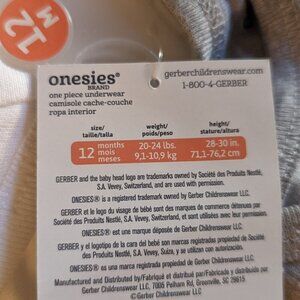 12
M
onesies®
BRAND
one piece underwear
camisole cache-couche
ropa interior
gerberchildrenswear.com
1-800-4-GERBER
size/
taille/talla
weight/
poids/peso
height/
stature/altura
12 months
mois
meses
20-24 lbs.
9,1-10,9 kg
28-30 in.
71,1-76,2 cm
GERBER and the baby head logo are trademarks owned by Société des Produits Nestlé,
S.A. Vevey, Switzerland, and are used with permission.
ONESIES® is a registered trademark owned by Gerber Childrenswear LLC.
GERBER et le logo du visage de bébé sont des marques de commerce détenues par
Société des Produits Nestlé, S.A. Vevey, Switzerland, et sont utilisés avec permission.
ONESIES® est une marque déposée de Gerber Childrenswear LLC.
GERBER y el logotipo de la cara del bebé son marcas registradas propiedad de Société
des Produits Nestlé, S.A. Vevey, Suiza, y se utilizan con autorización.
ONESIES® es una marca registrada propiedad de Gerber Childrenswear LLC.
Manufactured and Distributed by/Fabriqué et distribué par/Fabricado y distribuido por
Gerber Childrenswear LLC, 7005 Pelham Road, Greenville, SC 29615
©Gerber Childrenswear LLC